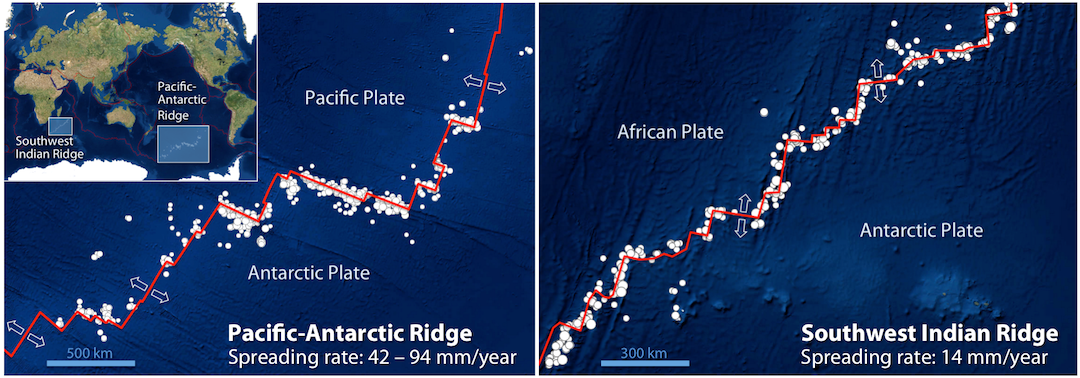 Pacific-
Antarctic
Ridge
Southwest
Indian Ridge
Pacific Plate
Antarctic Plate
Pacific-Antarctic Ridge
Spreading rate: 42 – 94 mm/year
500 km
African Plate
Antarctic Plate
Southwest Indian Ridge
Spreading rate: 14 mm/year
300 km